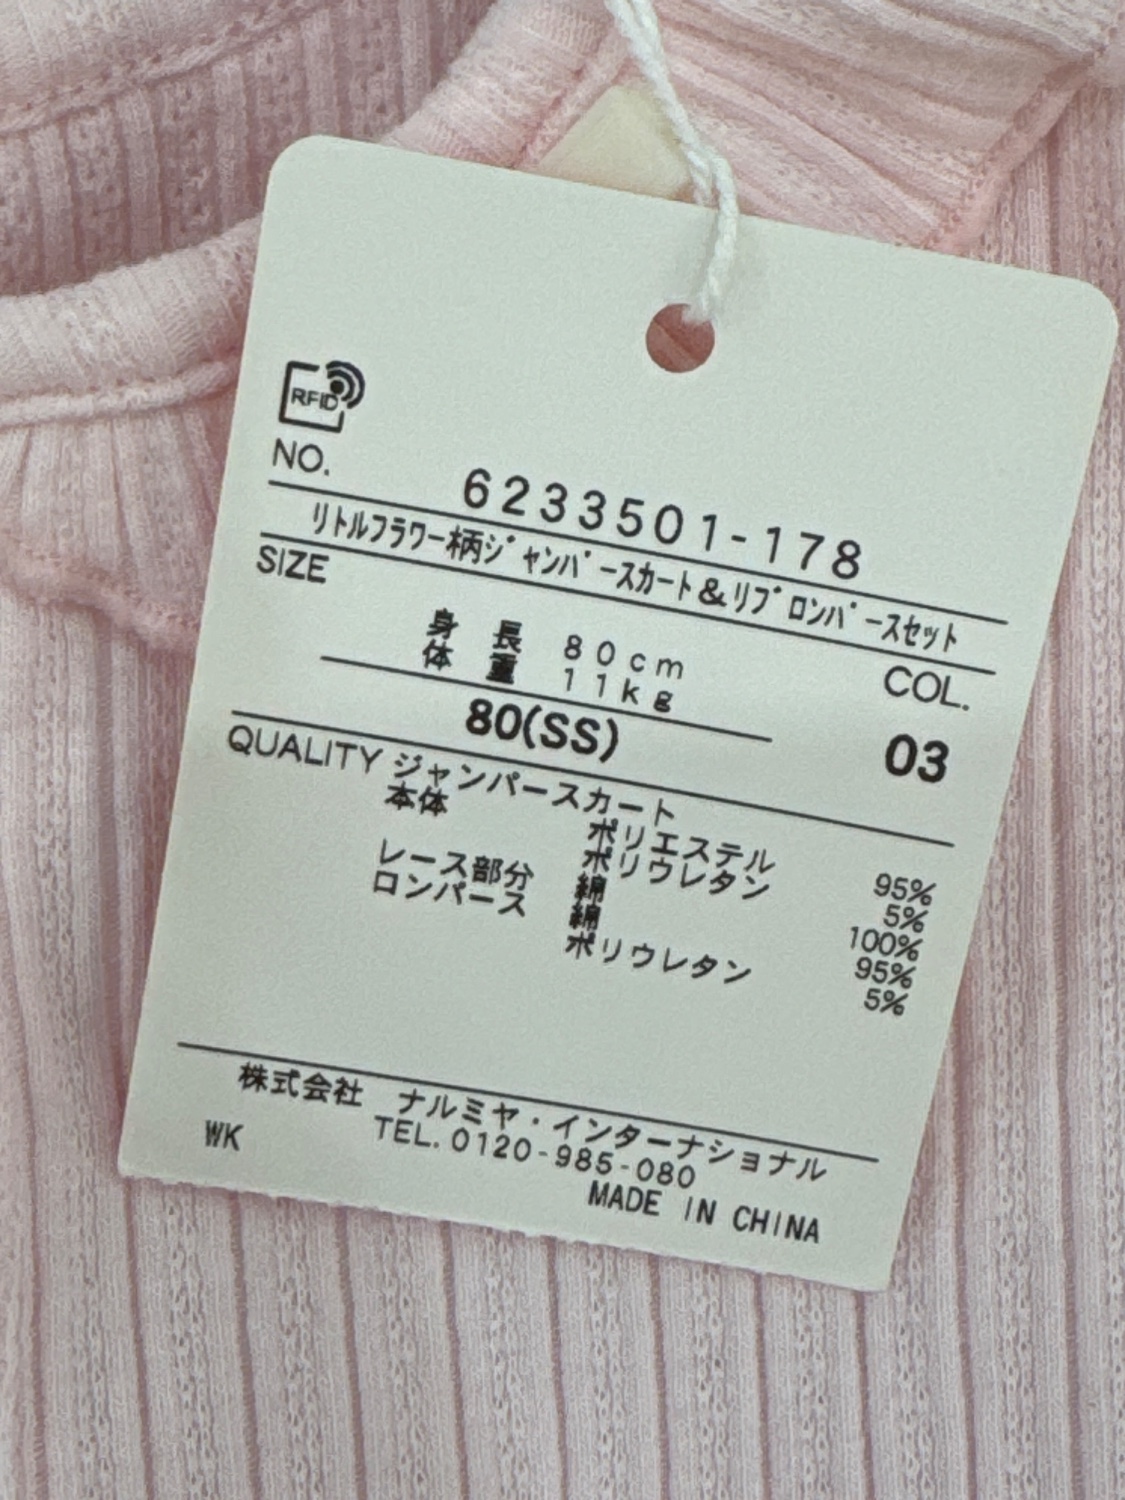 RFID
NO.
6233501-178
リトルフラワー柄ジャンパースカート&リブロンパースセット
SIZE
身長 80cm
体重 11kg
COL.
80(SS)
03
QUALITY ジャンパースカート
本体 ポリエステル 95%
ポリウレタン 5%
レース部分 綿 100%
ロンパース 綿 95%
ポリウレタン 5%
株式会社 ナルミヤ・インターナショナル
WK TEL. 0120-985-080
MADE IN CHINA